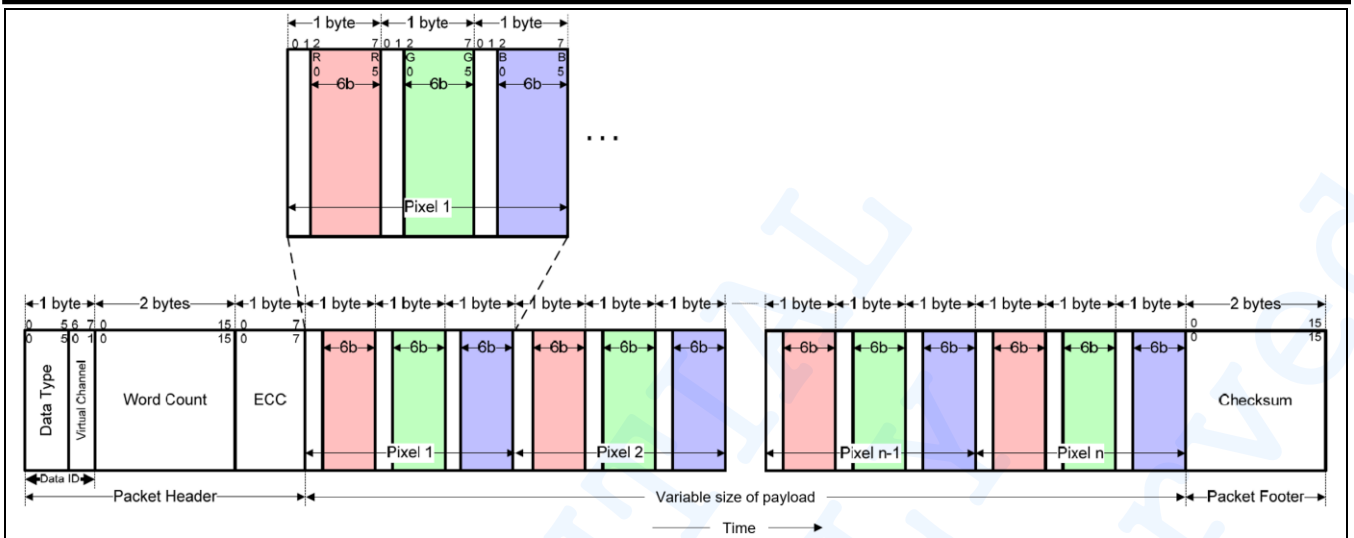 1 byte 1 byte 1 byte
0 1 2 7 0 1 2 7 0 1 2 7
R R G G B B
0 5 0 5 0 5
6b 6b 6b
...
Pixel 1
1 byte 2 bytes 1 byte 1 byte 1 byte 1 byte 1 byte 1 byte 1 byte 1 byte 1 byte 1 byte 1 byte 1 byte 1 byte 2 bytes
0 5 6 7 0 15 0 7 0 15
0 5 0 1 0 15 0 7 0 15
6b 6b 6b 6b 6b 6b 6b 6b 6b 6b 6b 6b
Data Type
Virtual Channel
Word Count ECC Checksum
Pixel 1 Pixel 2 Pixel n-1 Pixel n
Data ID
Packet Header Variable size of payload Packet Footer
Time